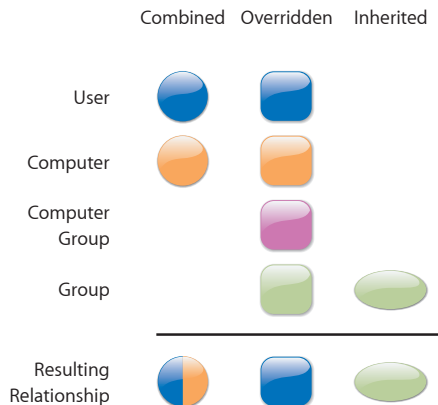 Combined Overridden Inherited
User
Computer
Computer
Group
Group
Resulting
Relationship